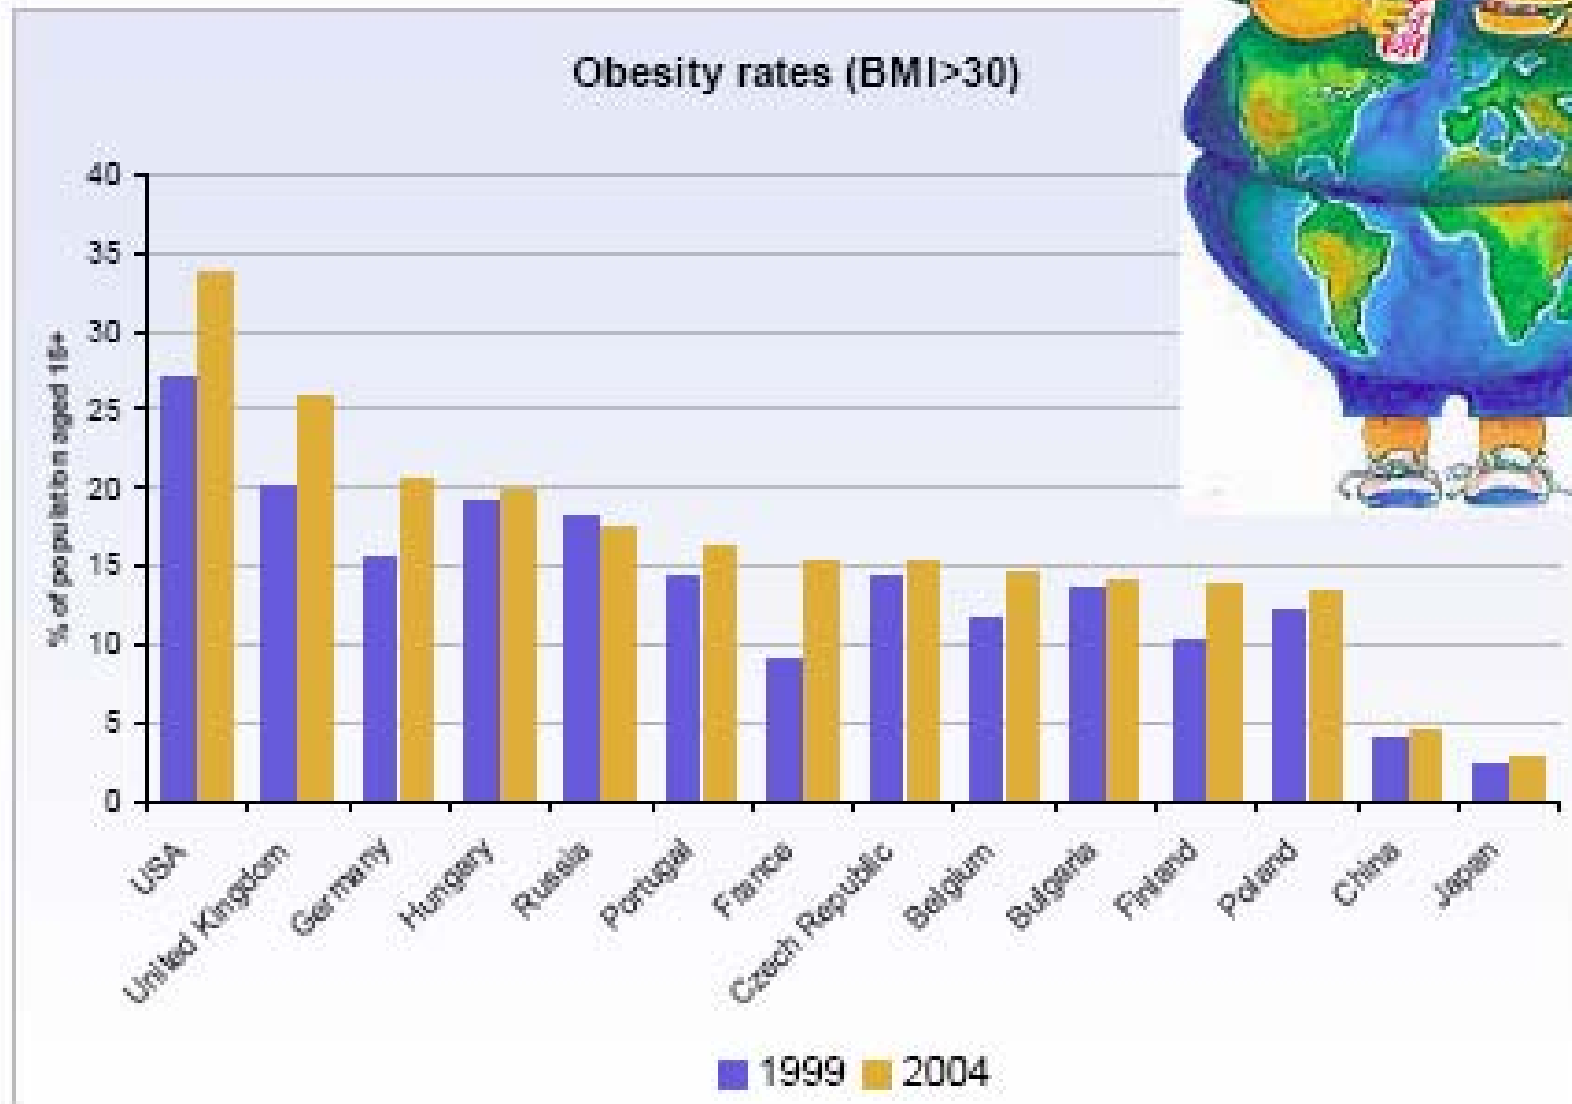 Obesity rates (BMI>30)
% of population aged 15+
40
35
30
25
20
15
10
5
0
USA
United Kingdom
Germany
Hungary
Russia
Portugal
France
Czech Republic
Belgium
Bulgaria
Finland
Poland
China
Japan
1999
2004